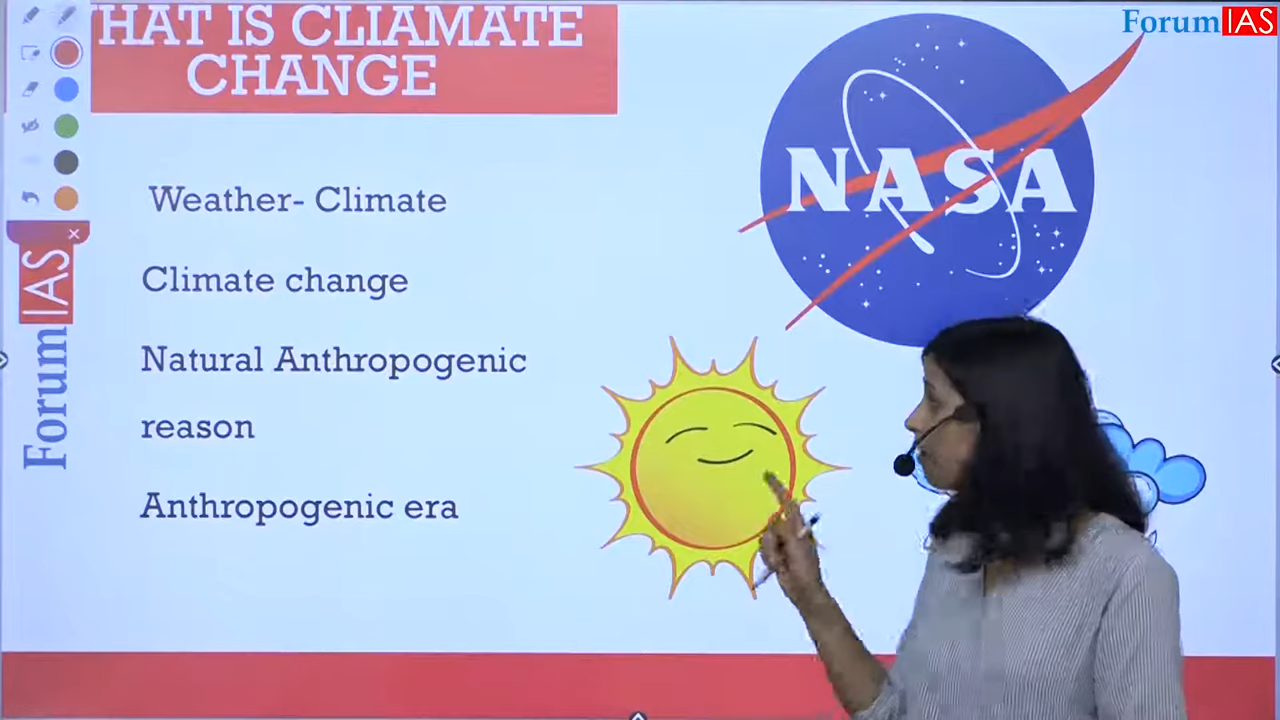 HAT IS CLIAMATE
CHANGE
Forum IAS
NASA
Weather- Climate
Climate change
Natural Anthropogenic
reason
Anthropogenic era
Forum IAS